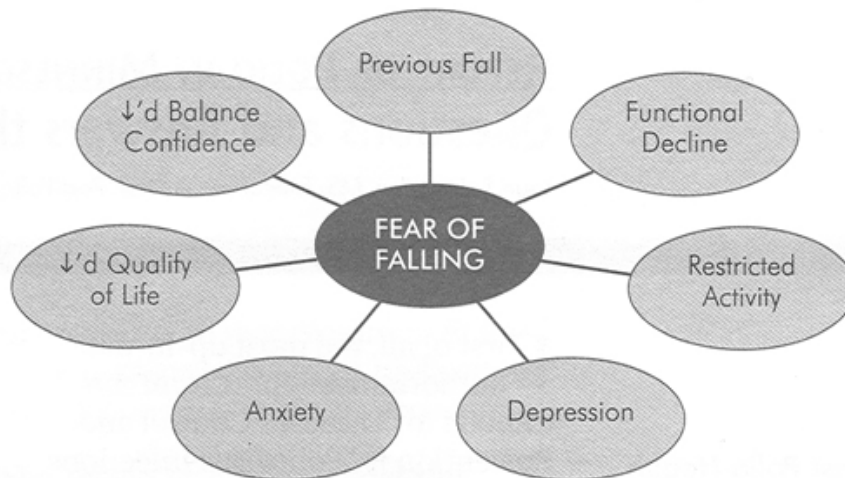 Previous Fall
↓'d Balance
Confidence
Functional
Decline
FEAR OF
FALLING
↓'d Qualify
of Life
Restricted
Activity
Anxiety
Depression